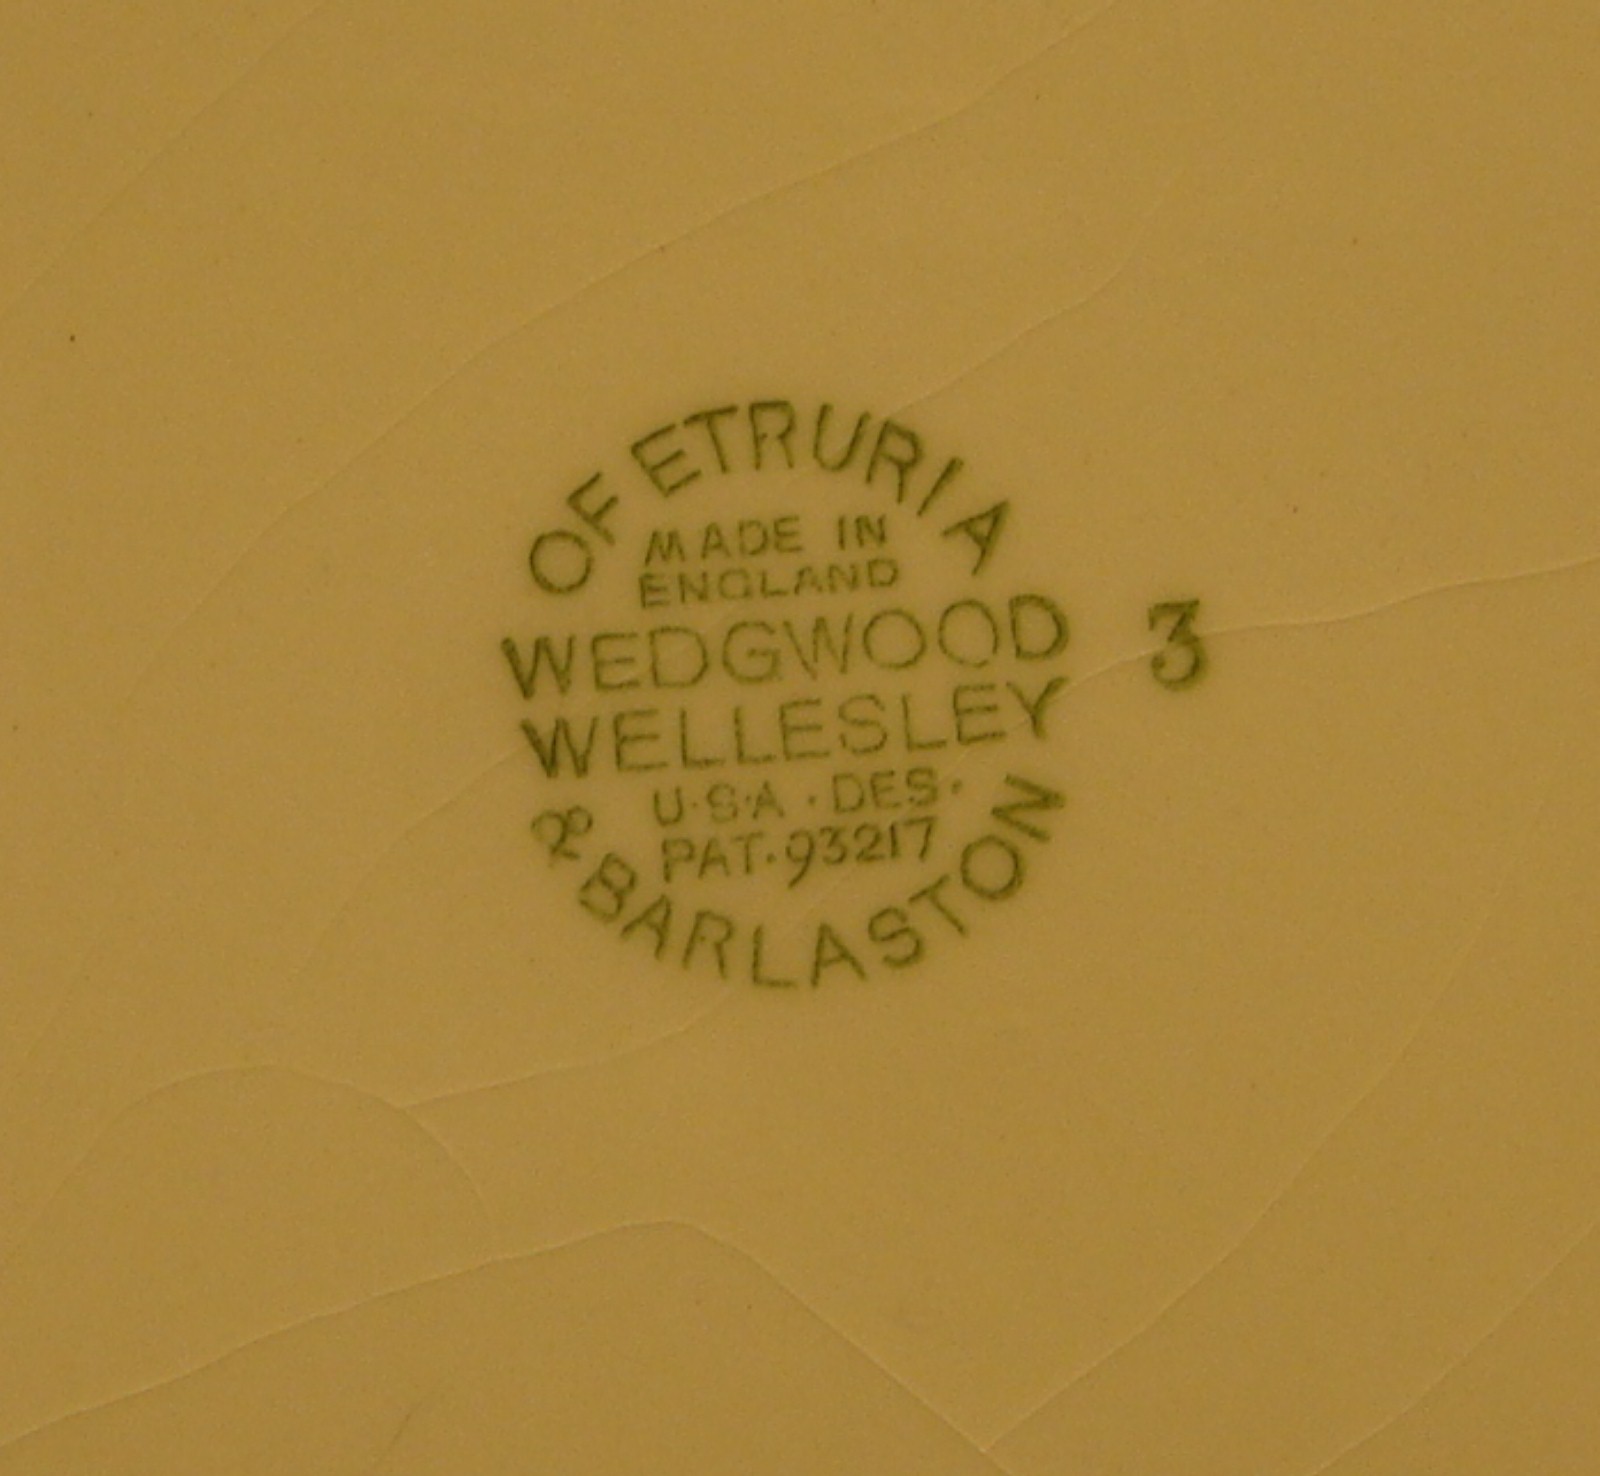 OF ETRURIA
MADE IN
ENGLAND
WEDGWOOD
3
WELLESLEY
U·S·A·DES·
PAT·93217
& BARLASTON